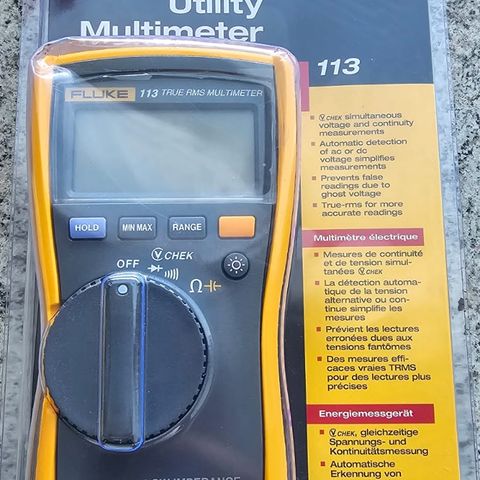 Utility
Multimeter
113
FLUKE 113 TRUE RMS MULTIMETER
HOLD
MIN MAX
RANGE
OFF
V CHEK
Ω
V CHEK simultaneous
voltage and continuity
measurements
Automatic detection
of ac or dc
voltage simplifies
measurements
Prevents false
readings due to
ghost voltage
True-rms for more
accurate readings
Multimètre électrique
Mesures de continuité
et de tension simul-
tanées V CHEK
La détection automa-
tique de la tension
alternative ou con-
tinue simplifie les
mesures
Prévient les lectures
erronées dues aux
tensions fantômes
Des mesures effi-
caces vraies TRMS
pour des lectures plus
précises
Energiemessgerät
V CHEK, gleichzeitige
Spannungs- und
Kontinuitätsmessung
Automatische
Erkennung von